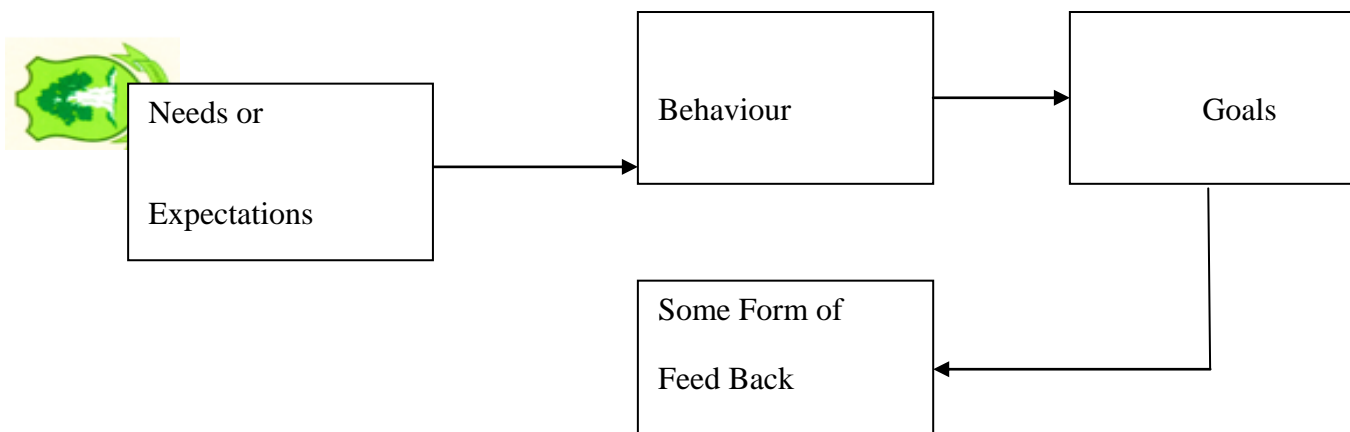 Needs or
Expectations
Behaviour
Goals
Some Form of
Feed Back